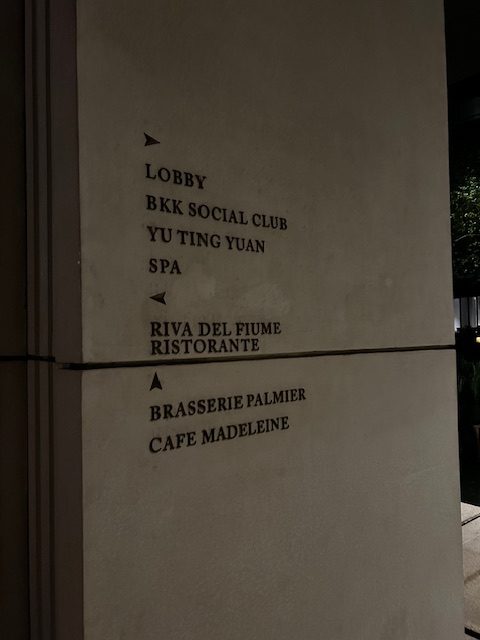 LOBBY
BKK SOCIAL CLUB
YU TING YUAN
SPA
RIVA DEL FIUME
RISTORANTE
BRASSERIE PALMIER
CAFE MADELEINE